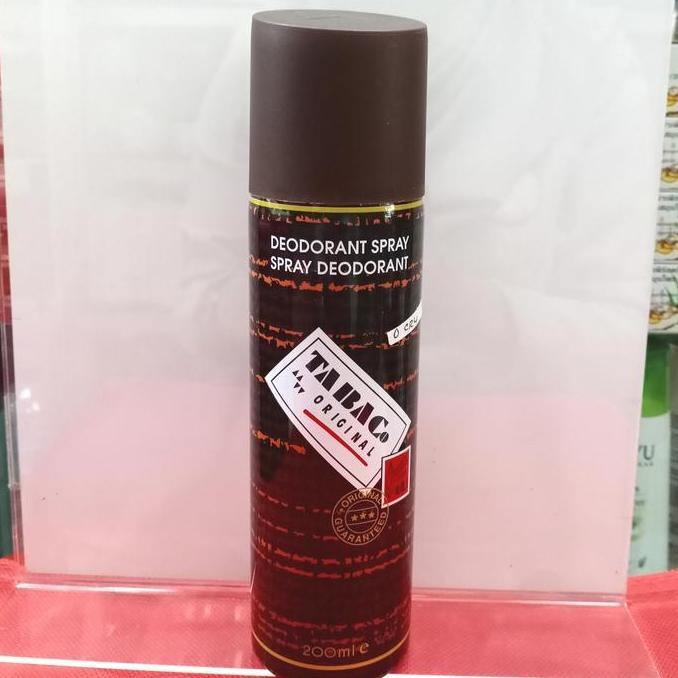 DEODORANT SPRAY
SPRAY DEODORANT
TABAC
ORIGINAL
ORIGINAL
GUARANTEED
200ml e